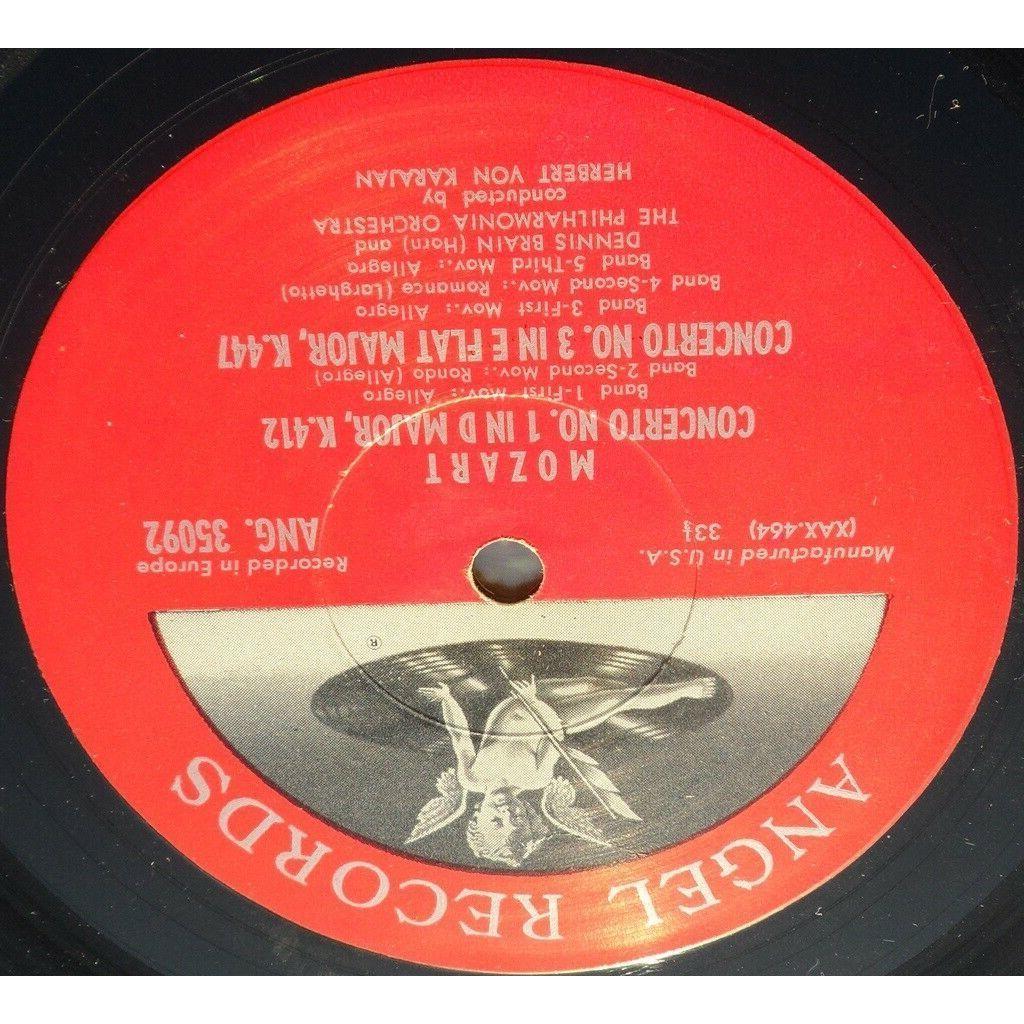 ANGEL RECORDS
®
Manufactured in U.S.A.
(XAX.464) 33⅓
Recorded in Europe
ANG. 35092
MOZART
CONCERTO NO. 1 IN D MAJOR, K.412
Band 1-First Mov.: Allegro
Band 2-Second Mov.: Rondo (Allegro)
CONCERTO NO. 3 IN E FLAT MAJOR, K.447
Band 3-First Mov.: Allegro
Band 4-Second Mov.: Romance (Larghetto)
Band 5-Third Mov.: Allegro
DENNIS BRAIN (Horn) and
THE PHILHARMONIA ORCHESTRA
conducted by
HERBERT VON KARAJAN